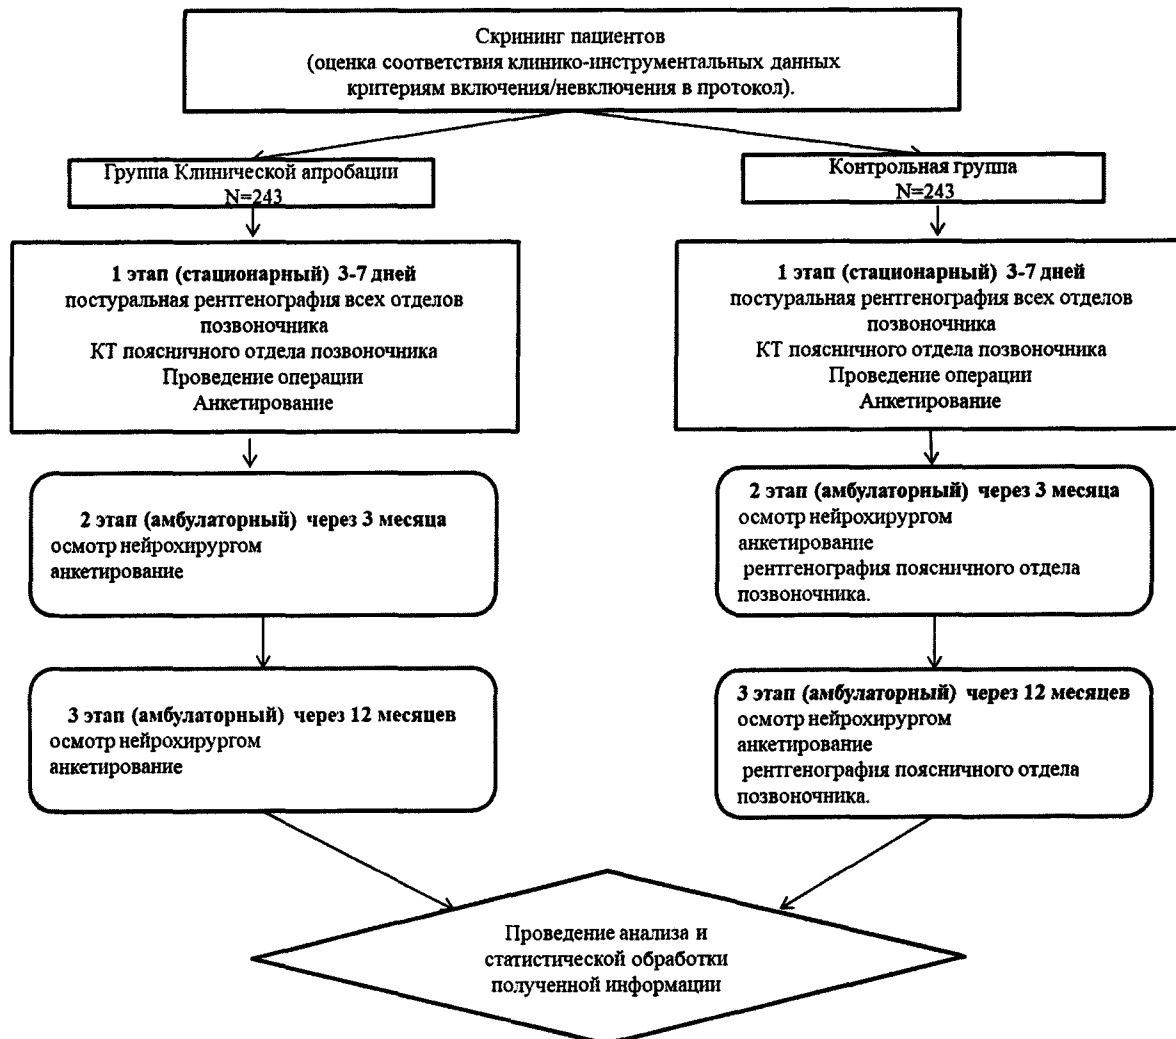 Скрининг пациентов
(оценка соответствия клинико-инструментальных данных
критериям включения/невключения в протокол).
Группа Клинической апробации
N=243
Контрольная группа
N=243
1 этап (стационарный) 3-7 дней
постуральная рентгенография всех отделов
позвоночника
КТ поясничного отдела позвоночника
Проведение операции
Анкетирование
1 этап (стационарный) 3-7 дней
постуральная рентгенография всех отделов
позвоночника
КТ поясничного отдела позвоночника
Проведение операции
Анкетирование
2 этап (амбулаторный) через 3 месяца
осмотр нейрохирургом
анкетирование
2 этап (амбулаторный) через 3 месяца
осмотр нейрохирургом
анкетирование
рентгенография поясничного отдела
позвоночника.
3 этап (амбулаторный) через 12 месяцев
осмотр нейрохирургом
анкетирование
3 этап (амбулаторный) через 12 месяцев
осмотр нейрохирургом
анкетирование
рентгенография поясничного отдела
позвоночника.
Проведение анализа и
статистической обработки
полученной информации